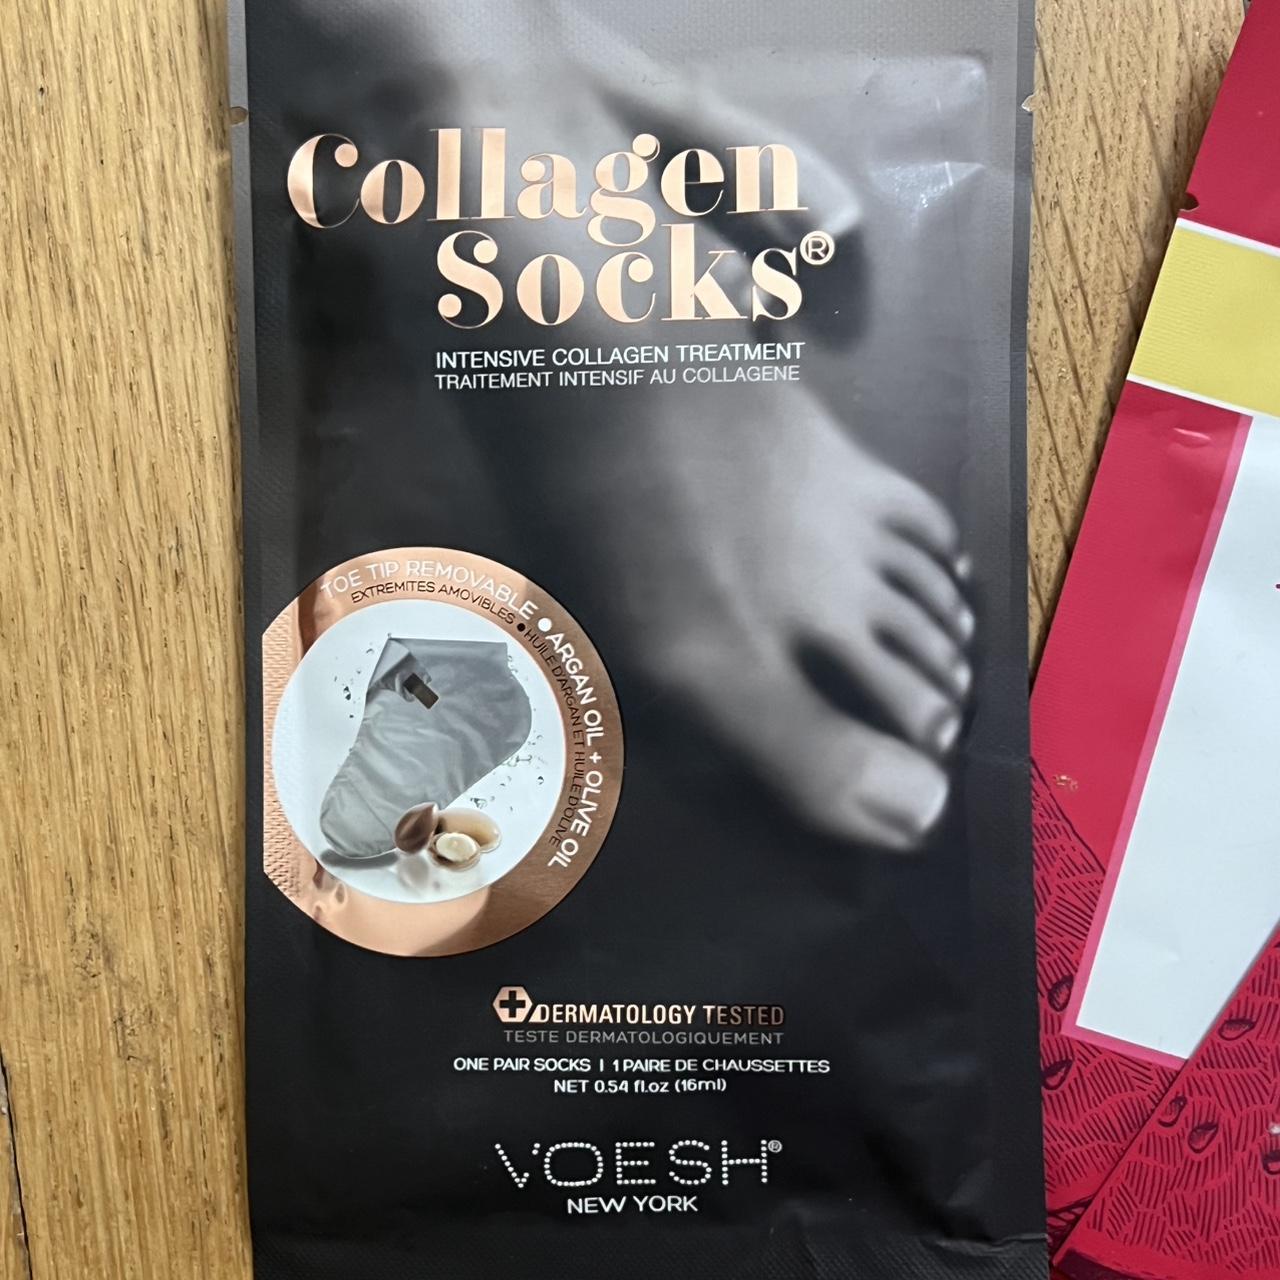 Collagen
Socks®
INTENSIVE COLLAGEN TREATMENT
TRAITEMENT INTENSIF AU COLLAGENE
TOE TIP REMOVABLE ● ARGAN OIL + OLIVE OIL
EXTREMITES AMOVIBLES ● HUILE D'ARGAN ET HUILE D'OLIVE
DERMATOLOGY TESTED
TESTE DERMATOLOGIQUEMENT
ONE PAIR SOCKS | 1 PAIRE DE CHAUSSETTES
NET 0.54 fl.oz (16ml)
VOESH®
NEW YORK